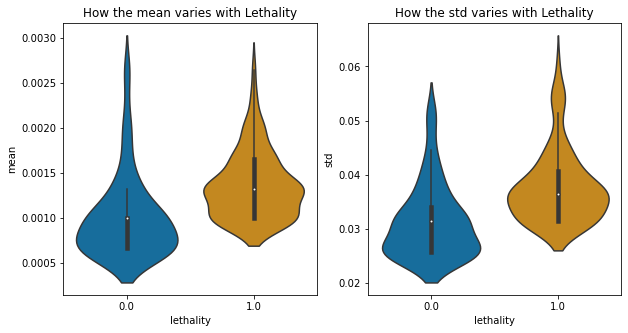 How the mean varies with Lethality
mean
0.0030
0.0025
0.0020
0.0015
0.0010
0.0005
0.0
1.0
lethality
How the std varies with Lethality
std
0.06
0.05
0.04
0.03
0.02
0.0
1.0
lethality